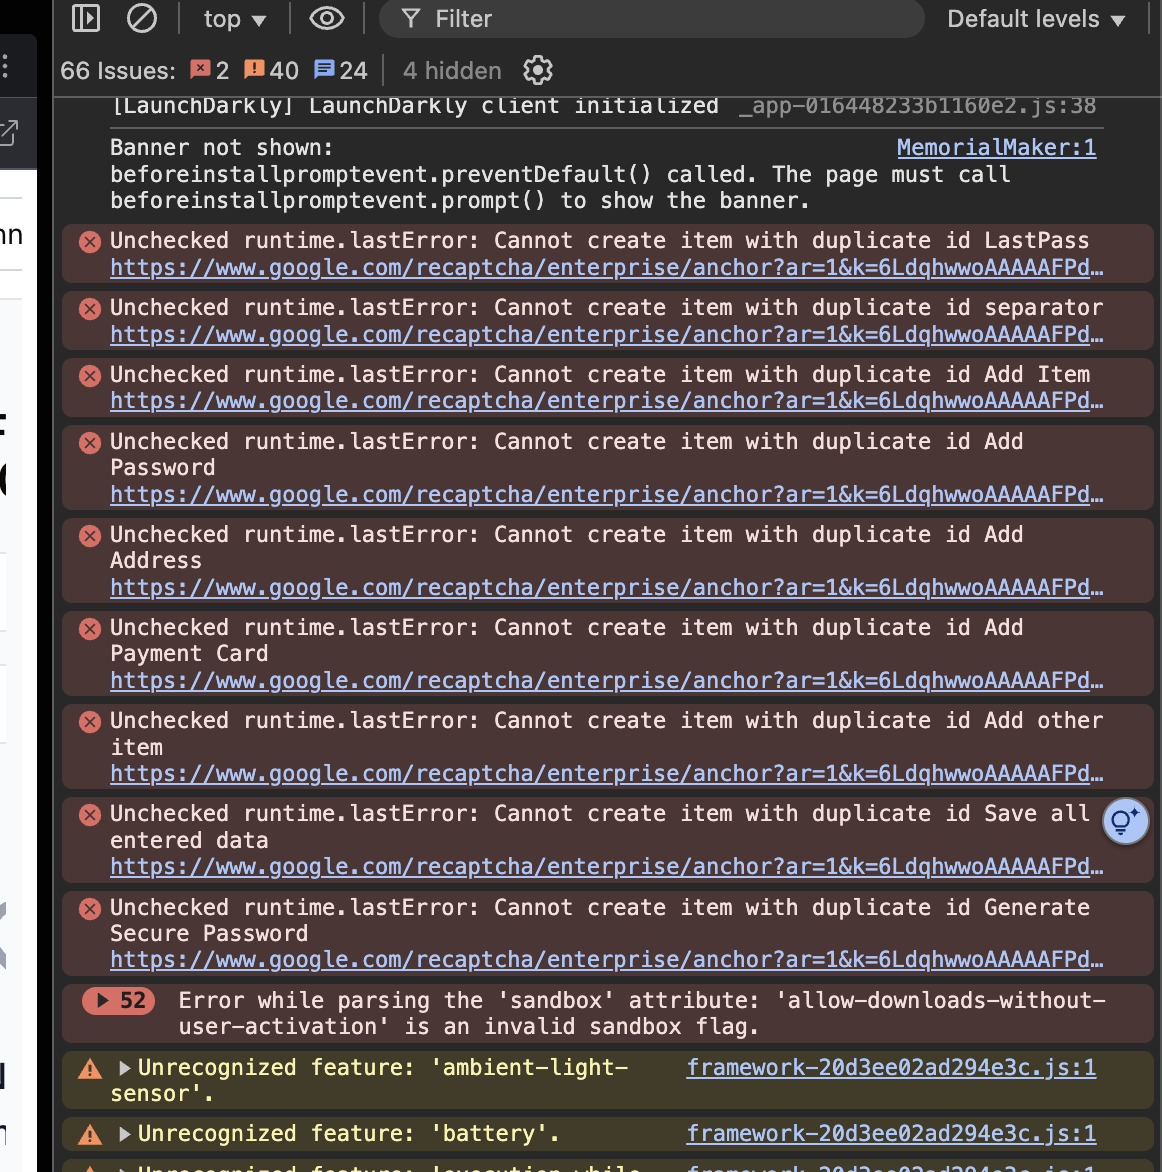 top ▼ Filter Default levels ▼
66 Issues: 2 40 24 4 hidden
[LaunchDarkly] LaunchDarkly client initialized _app-016448233b1160e2.js:38
Banner not shown: MemorialMaker:1
beforeinstallpromptevent.preventDefault() called. The page must call
beforeinstallpromptevent.prompt() to show the banner.
Unchecked runtime.lastError: Cannot create item with duplicate id LastPass
https://www.google.com/recaptcha/enterprise/anchor?ar=1&k=6LdqhwwoAAAAAFPd…
Unchecked runtime.lastError: Cannot create item with duplicate id separator
https://www.google.com/recaptcha/enterprise/anchor?ar=1&k=6LdqhwwoAAAAAFPd…
Unchecked runtime.lastError: Cannot create item with duplicate id Add Item
https://www.google.com/recaptcha/enterprise/anchor?ar=1&k=6LdqhwwoAAAAAFPd…
Unchecked runtime.lastError: Cannot create item with duplicate id Add
Password
https://www.google.com/recaptcha/enterprise/anchor?ar=1&k=6LdqhwwoAAAAAFPd…
Unchecked runtime.lastError: Cannot create item with duplicate id Add
Address
https://www.google.com/recaptcha/enterprise/anchor?ar=1&k=6LdqhwwoAAAAAFPd…
Unchecked runtime.lastError: Cannot create item with duplicate id Add
Payment Card
https://www.google.com/recaptcha/enterprise/anchor?ar=1&k=6LdqhwwoAAAAAFPd…
Unchecked runtime.lastError: Cannot create item with duplicate id Add other
item
https://www.google.com/recaptcha/enterprise/anchor?ar=1&k=6LdqhwwoAAAAAFPd…
Unchecked runtime.lastError: Cannot create item with duplicate id Save all
entered data
https://www.google.com/recaptcha/enterprise/anchor?ar=1&k=6LdqhwwoAAAAAFPd…
Unchecked runtime.lastError: Cannot create item with duplicate id Generate
Secure Password
https://www.google.com/recaptcha/enterprise/anchor?ar=1&k=6LdqhwwoAAAAAFPd…
52 Error while parsing the 'sandbox' attribute: 'allow-downloads-without-
user-activation' is an invalid sandbox flag.
Unrecognized feature: 'ambient-light- framework-20d3ee02ad294e3c.js:1
sensor'.
Unrecognized feature: 'battery'. framework-20d3ee02ad294e3c.js:1
Unrecognized feature: 'execution-while- framework-20d3ee02ad294e3c.js:1